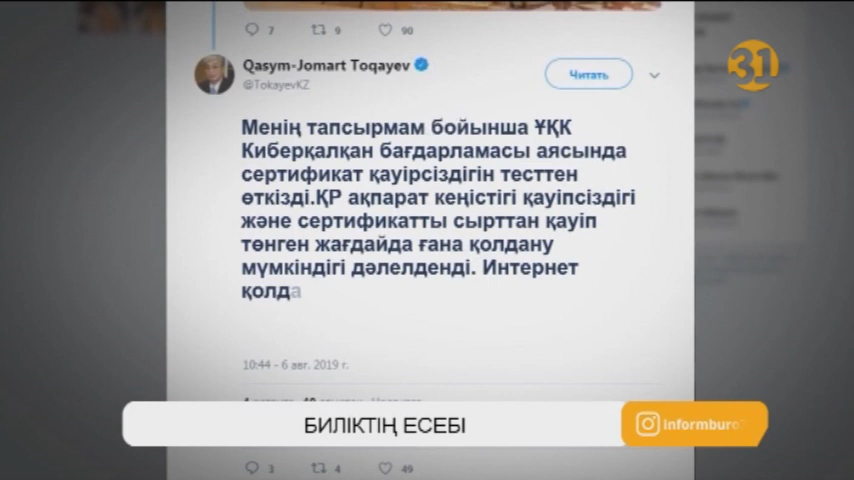 7 9 90
Qasym-Jomart Toqayev
@TokayevKZ
Читать
31
Менің тапсырмам бойынша ҰҚК
Киберқалқан бағдарламасы аясында
сертификат қауірсіздігін тесттен
өткізді.ҚР ақпарат кеңістігі қауіпсіздігі
және сертификатты сырттан қауіп
төнген жағдайда ғана қолдану
мүмкіндігі дәлелденді. Интернет
қолда
10:44 - 6 авг. 2019 г.
БИЛІКТІҢ ЕСЕБІ
Informburo
3 4 49